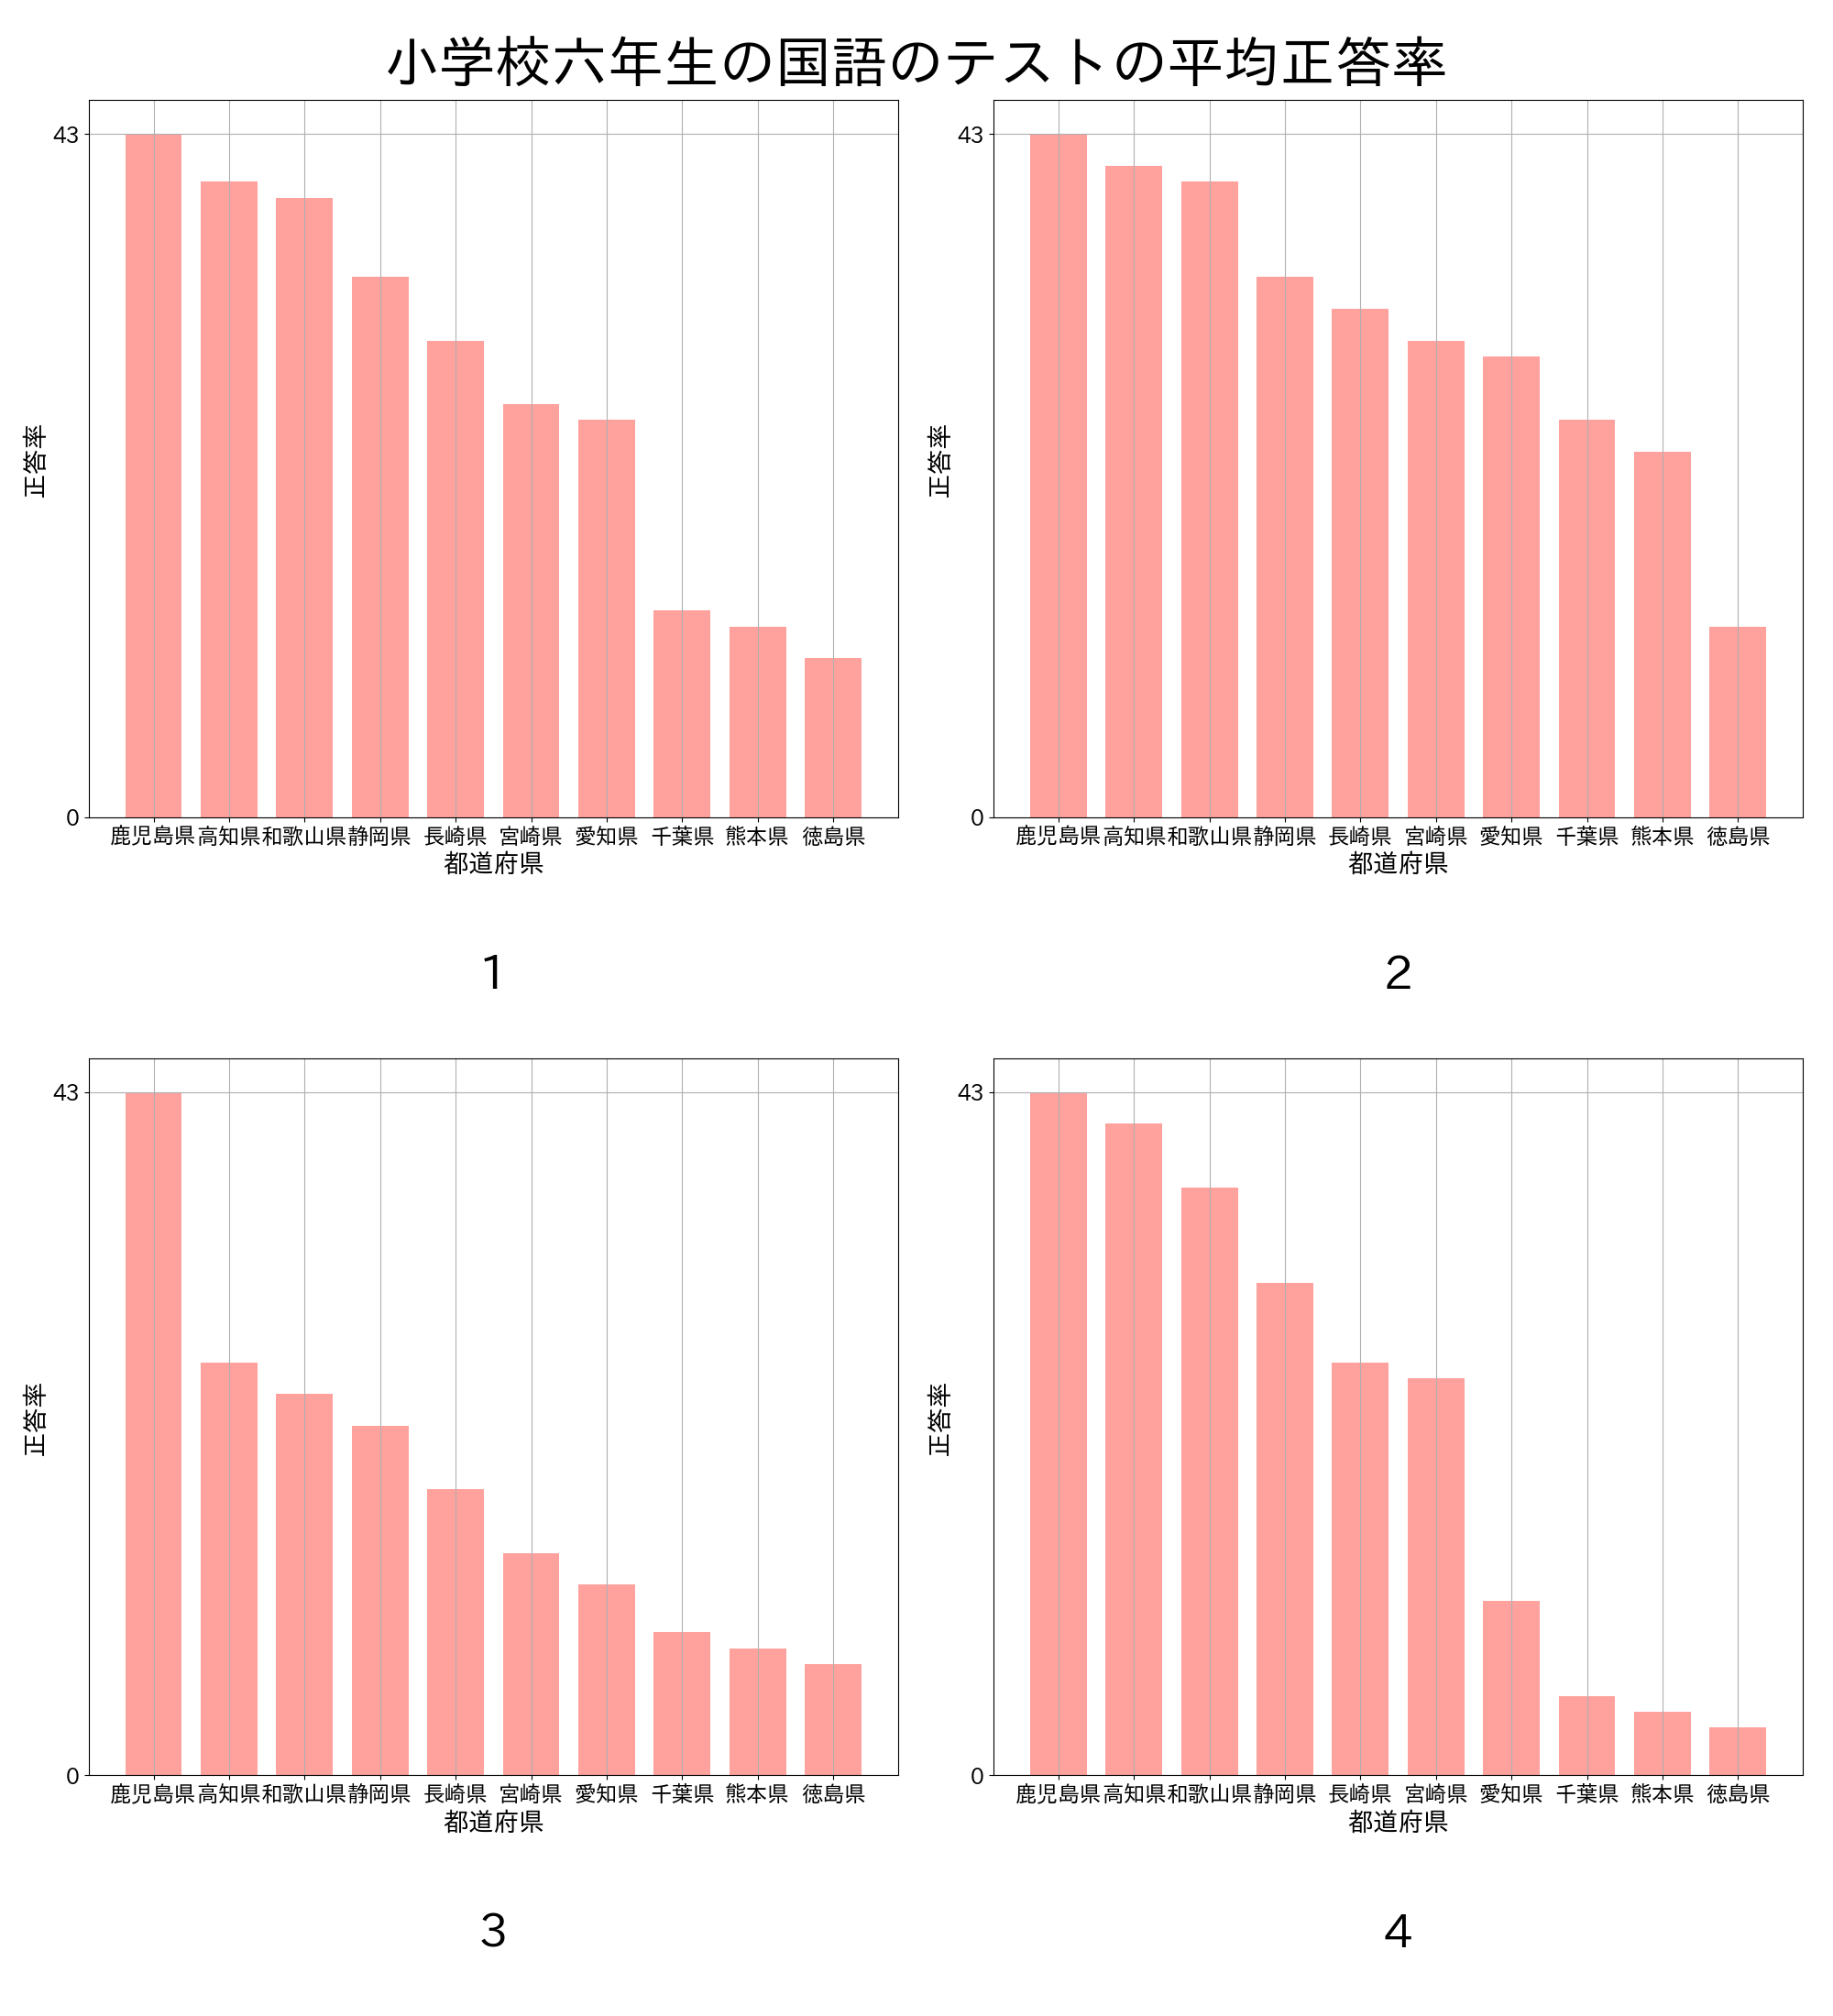 小学校六年生の国語のテストの平均正答率
43
正答率
0
鹿児島県 高知県 和歌山県 静岡県 長崎県 宮崎県 愛知県 千葉県 熊本県 徳島県
都道府県
1
43
正答率
0
鹿児島県 高知県 和歌山県 静岡県 長崎県 宮崎県 愛知県 千葉県 熊本県 徳島県
都道府県
2
43
正答率
0
鹿児島県 高知県 和歌山県 静岡県 長崎県 宮崎県 愛知県 千葉県 熊本県 徳島県
都道府県
3
43
正答率
0
鹿児島県 高知県 和歌山県 静岡県 長崎県 宮崎県 愛知県 千葉県 熊本県 徳島県
都道府県
4